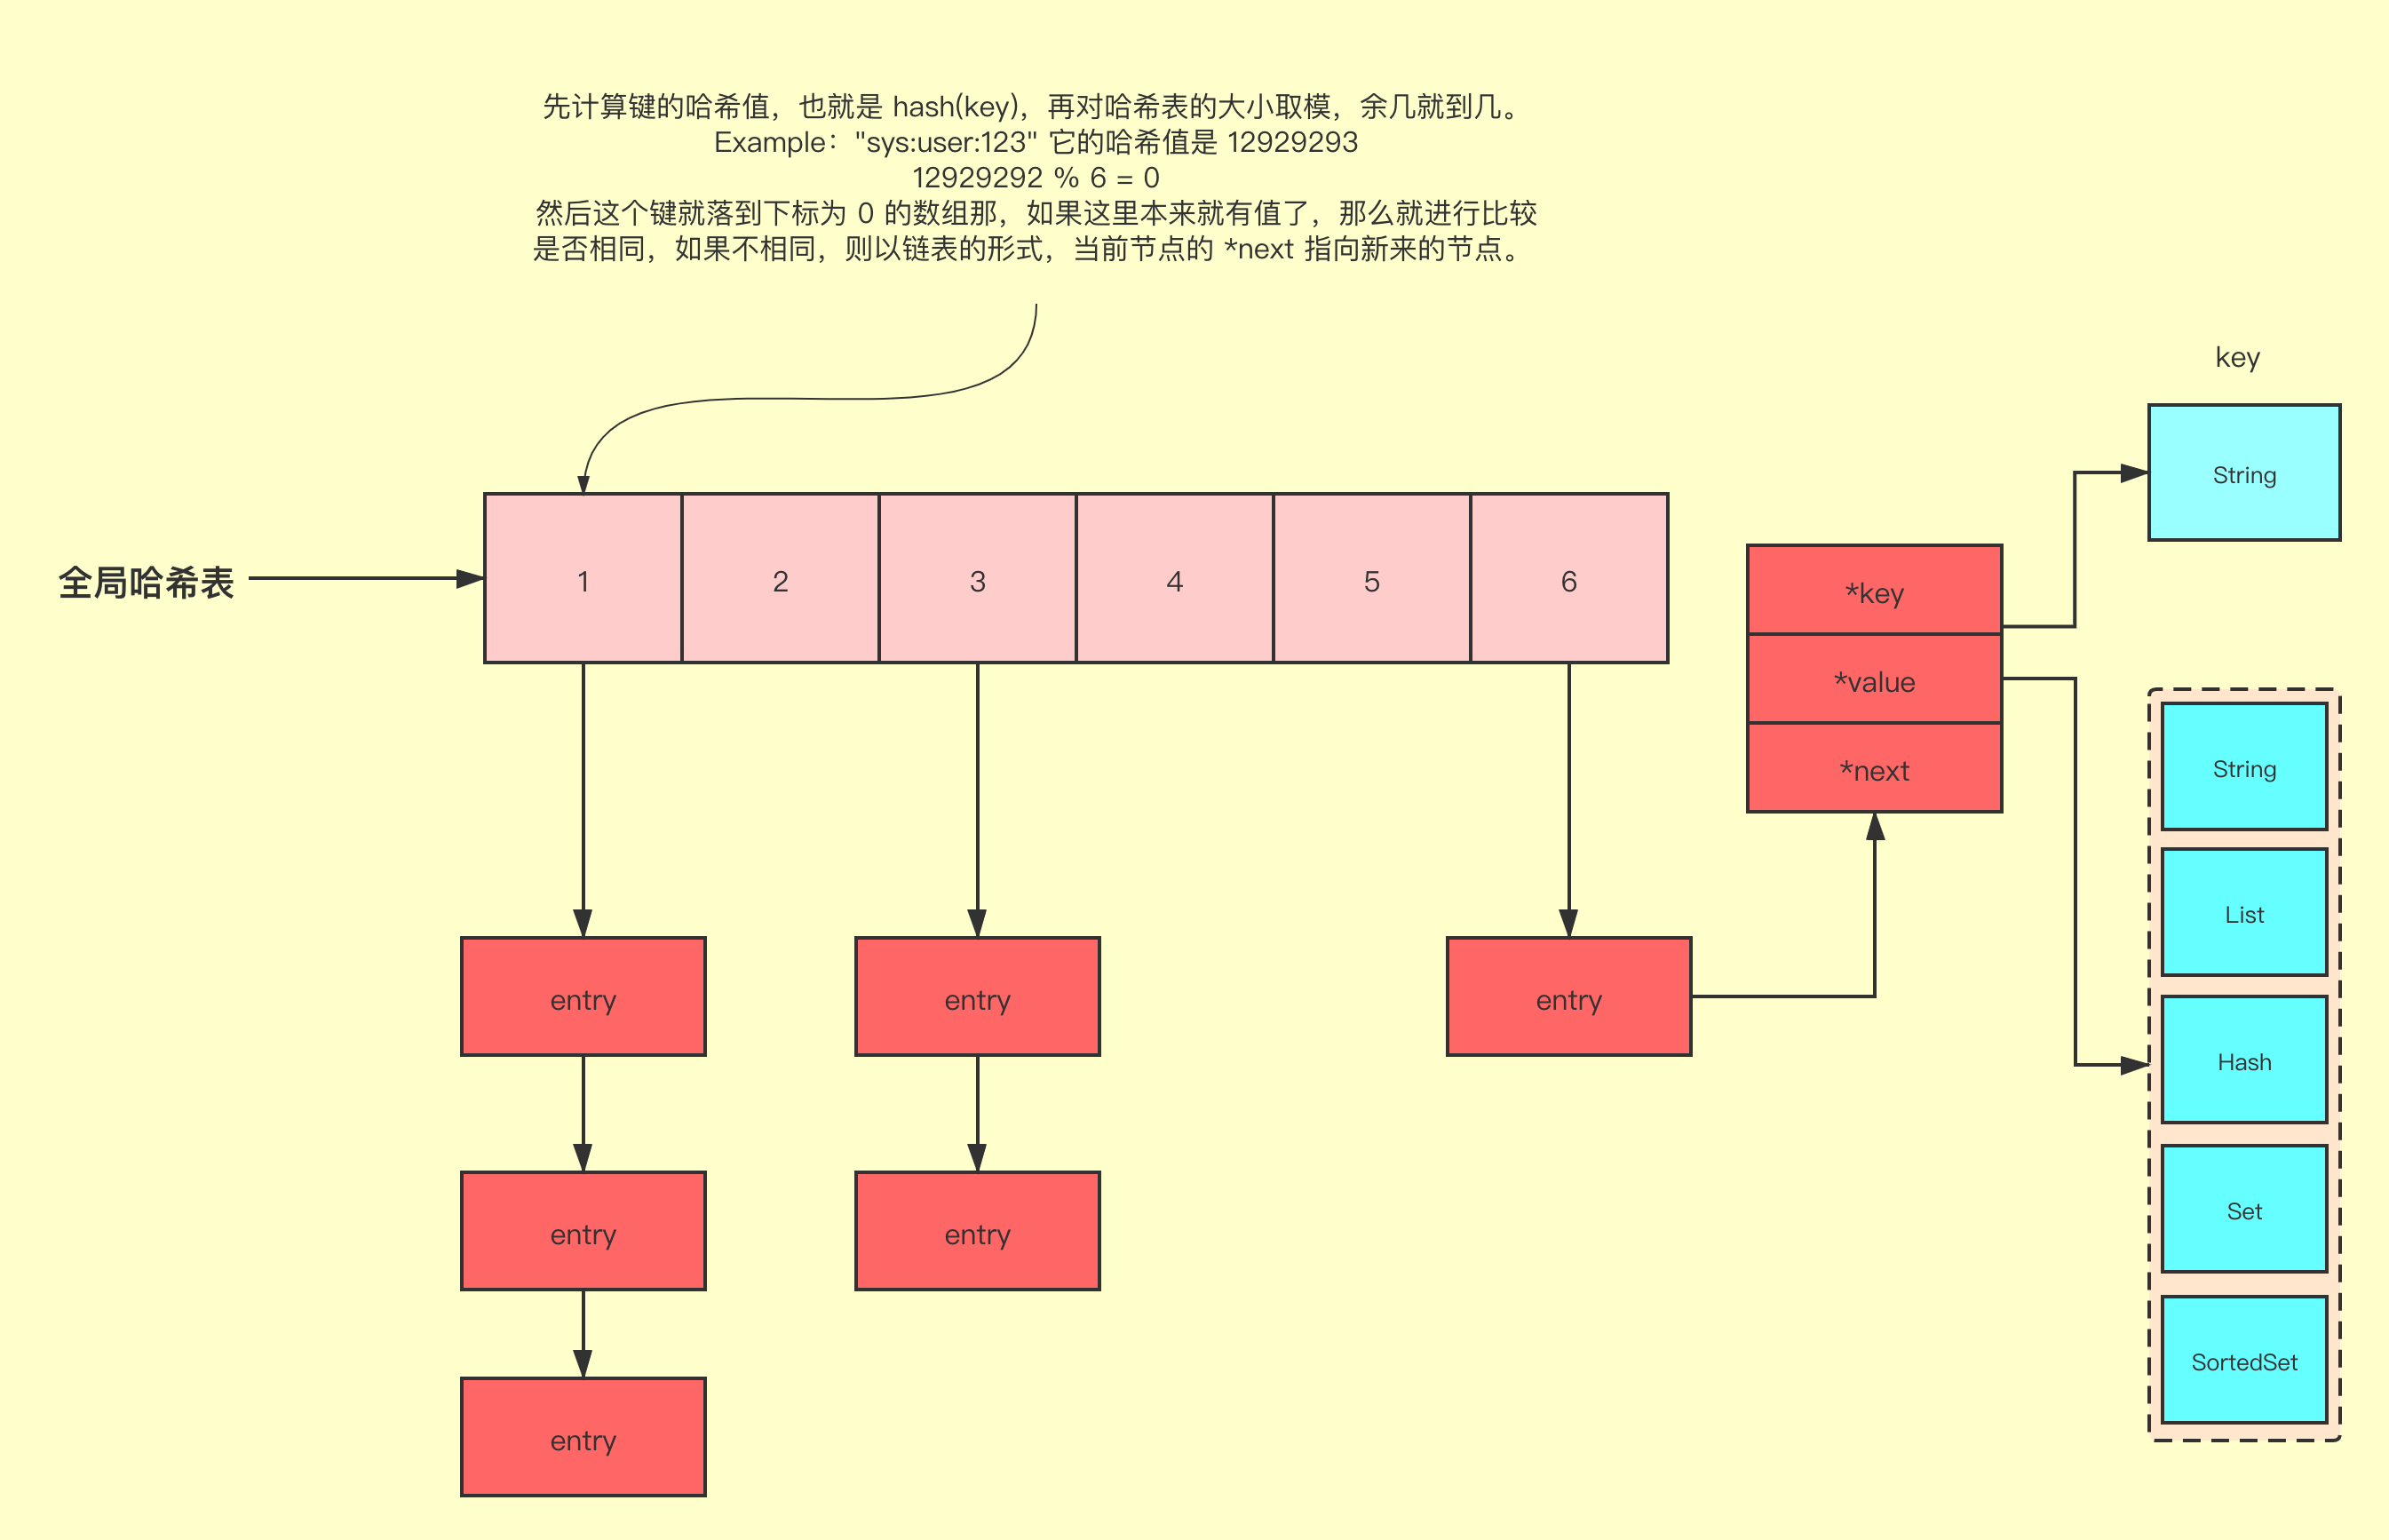 先计算键的哈希值，也就是 hash(key)，再对哈希表的大小取模，余几就到几。
Example："sys:user:123" 它的哈希值是 12929293
12929292 % 6 = 0
然后这个键就落到下标为 0 的数组那，如果这里本来就有值了，那么就进行比较
是否相同，如果不相同，则以链表的形式，当前节点的 *next 指向新来的节点。
key
String
全局哈希表
1
2
3
4
5
6
*key
*value
*next
String
List
Hash
Set
SortedSet
entry
entry
entry
entry
entry
entry